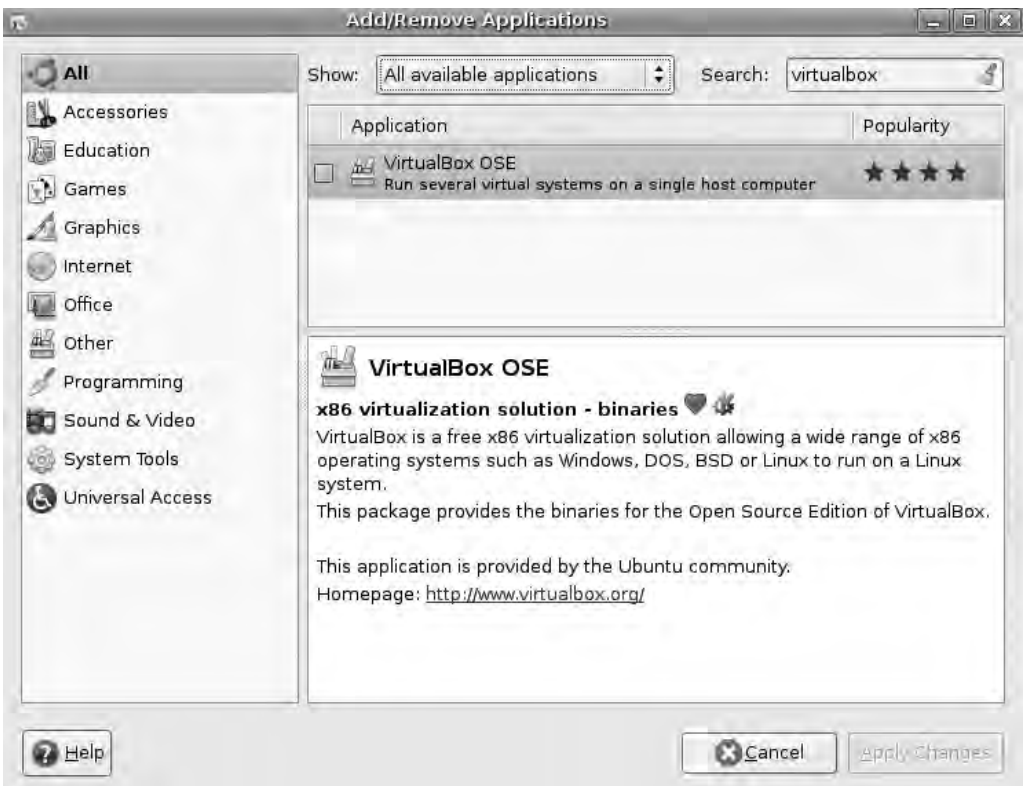 Add/Remove Applications
All
Accessories
Education
Games
Graphics
Internet
Office
Other
Programming
Sound & Video
System Tools
Universal Access
Show: All available applications Search: virtualbox
Application Popularity
VirtualBox OSE
Run several virtual systems on a single host computer
VirtualBox OSE
x86 virtualization solution - binaries
VirtualBox is a free x86 virtualization solution allowing a wide range of x86
operating systems such as Windows, DOS, BSD or Linux to run on a Linux
system.
This package provides the binaries for the Open Source Edition of VirtualBox.
This application is provided by the Ubuntu community.
Homepage: http://www.virtualbox.org/
Help
Cancel
Apply Changes